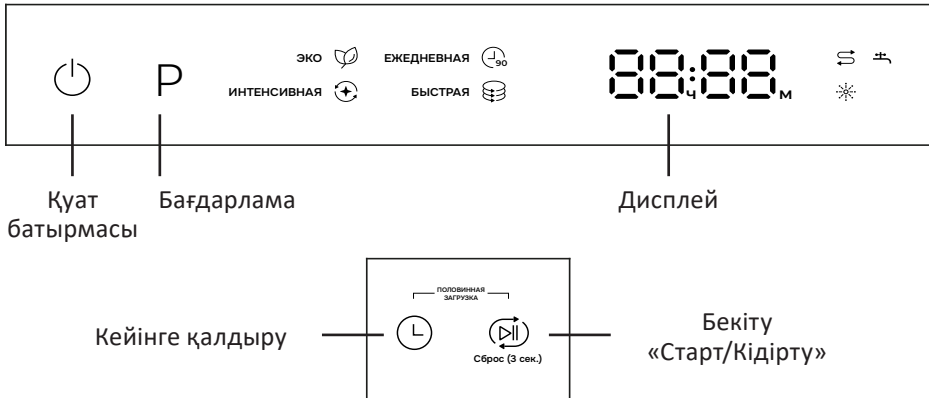 P
ЭКО
ЕЖЕДНЕВНАЯ 90
ИНТЕНСИВНАЯ
БЫСТРАЯ
88:88
Ч М
Қуат
батырмасы
Бағдарлама
Дисплей
ПОЛОВИННАЯ
ЗАГРУЗКА
Кейінге қалдыру
Сброс (3 сек.)
Бекіту
«Старт/Кідірту»